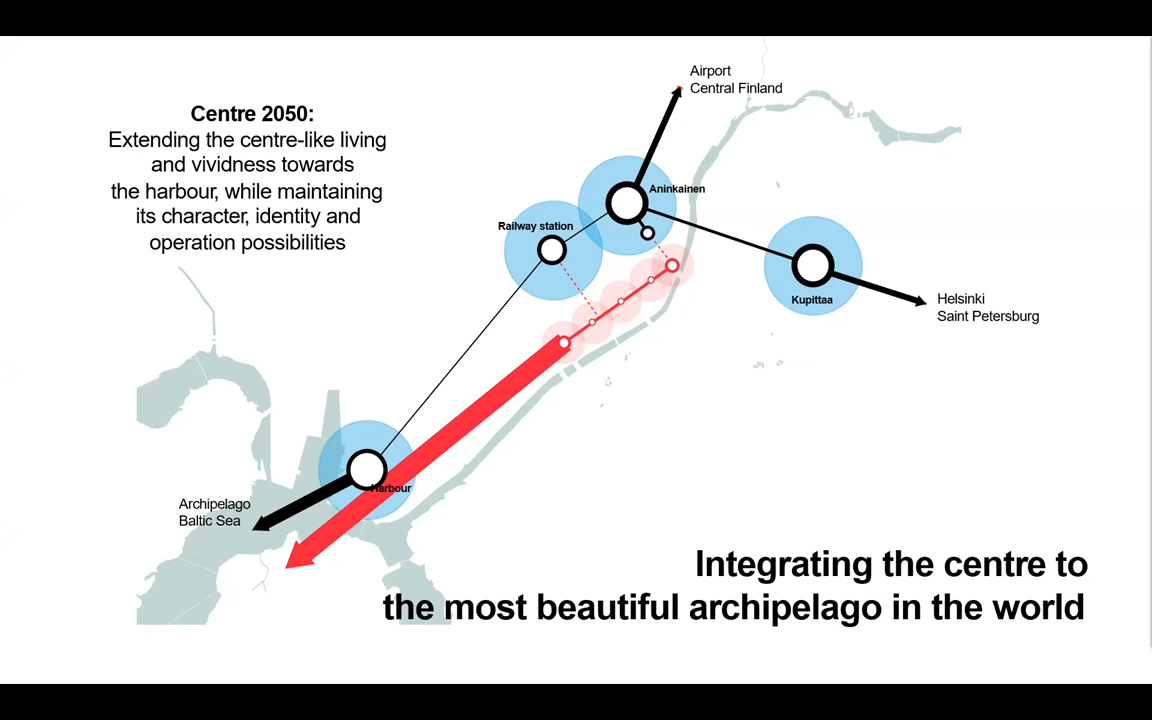 Centre 2050:
Extending the centre-like living
and vividness towards
the harbour, while maintaining
its character, identity and
operation possibilities
Airport
Central Finland
Aninkainen
Railway station
Kupittaa
Helsinki
Saint Petersburg
Harbour
Archipelago
Baltic Sea
Integrating the centre to
the most beautiful archipelago in the world